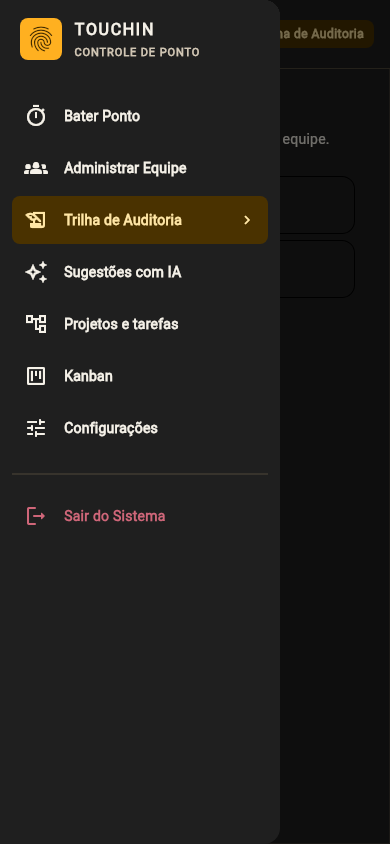 TOUCHIN
CONTROLE DE PONTO
de Auditoria
Bater Ponto
equipe.
Administrar Equipe
Trilha de Auditoria
Sugestões com IA
Projetos e tarefas
Kanban
Configurações
Sair do Sistema